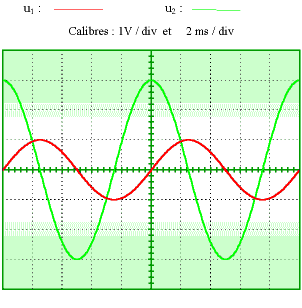 u₁ : u₂ :
Calibres : 1V / div et 2 ms / div